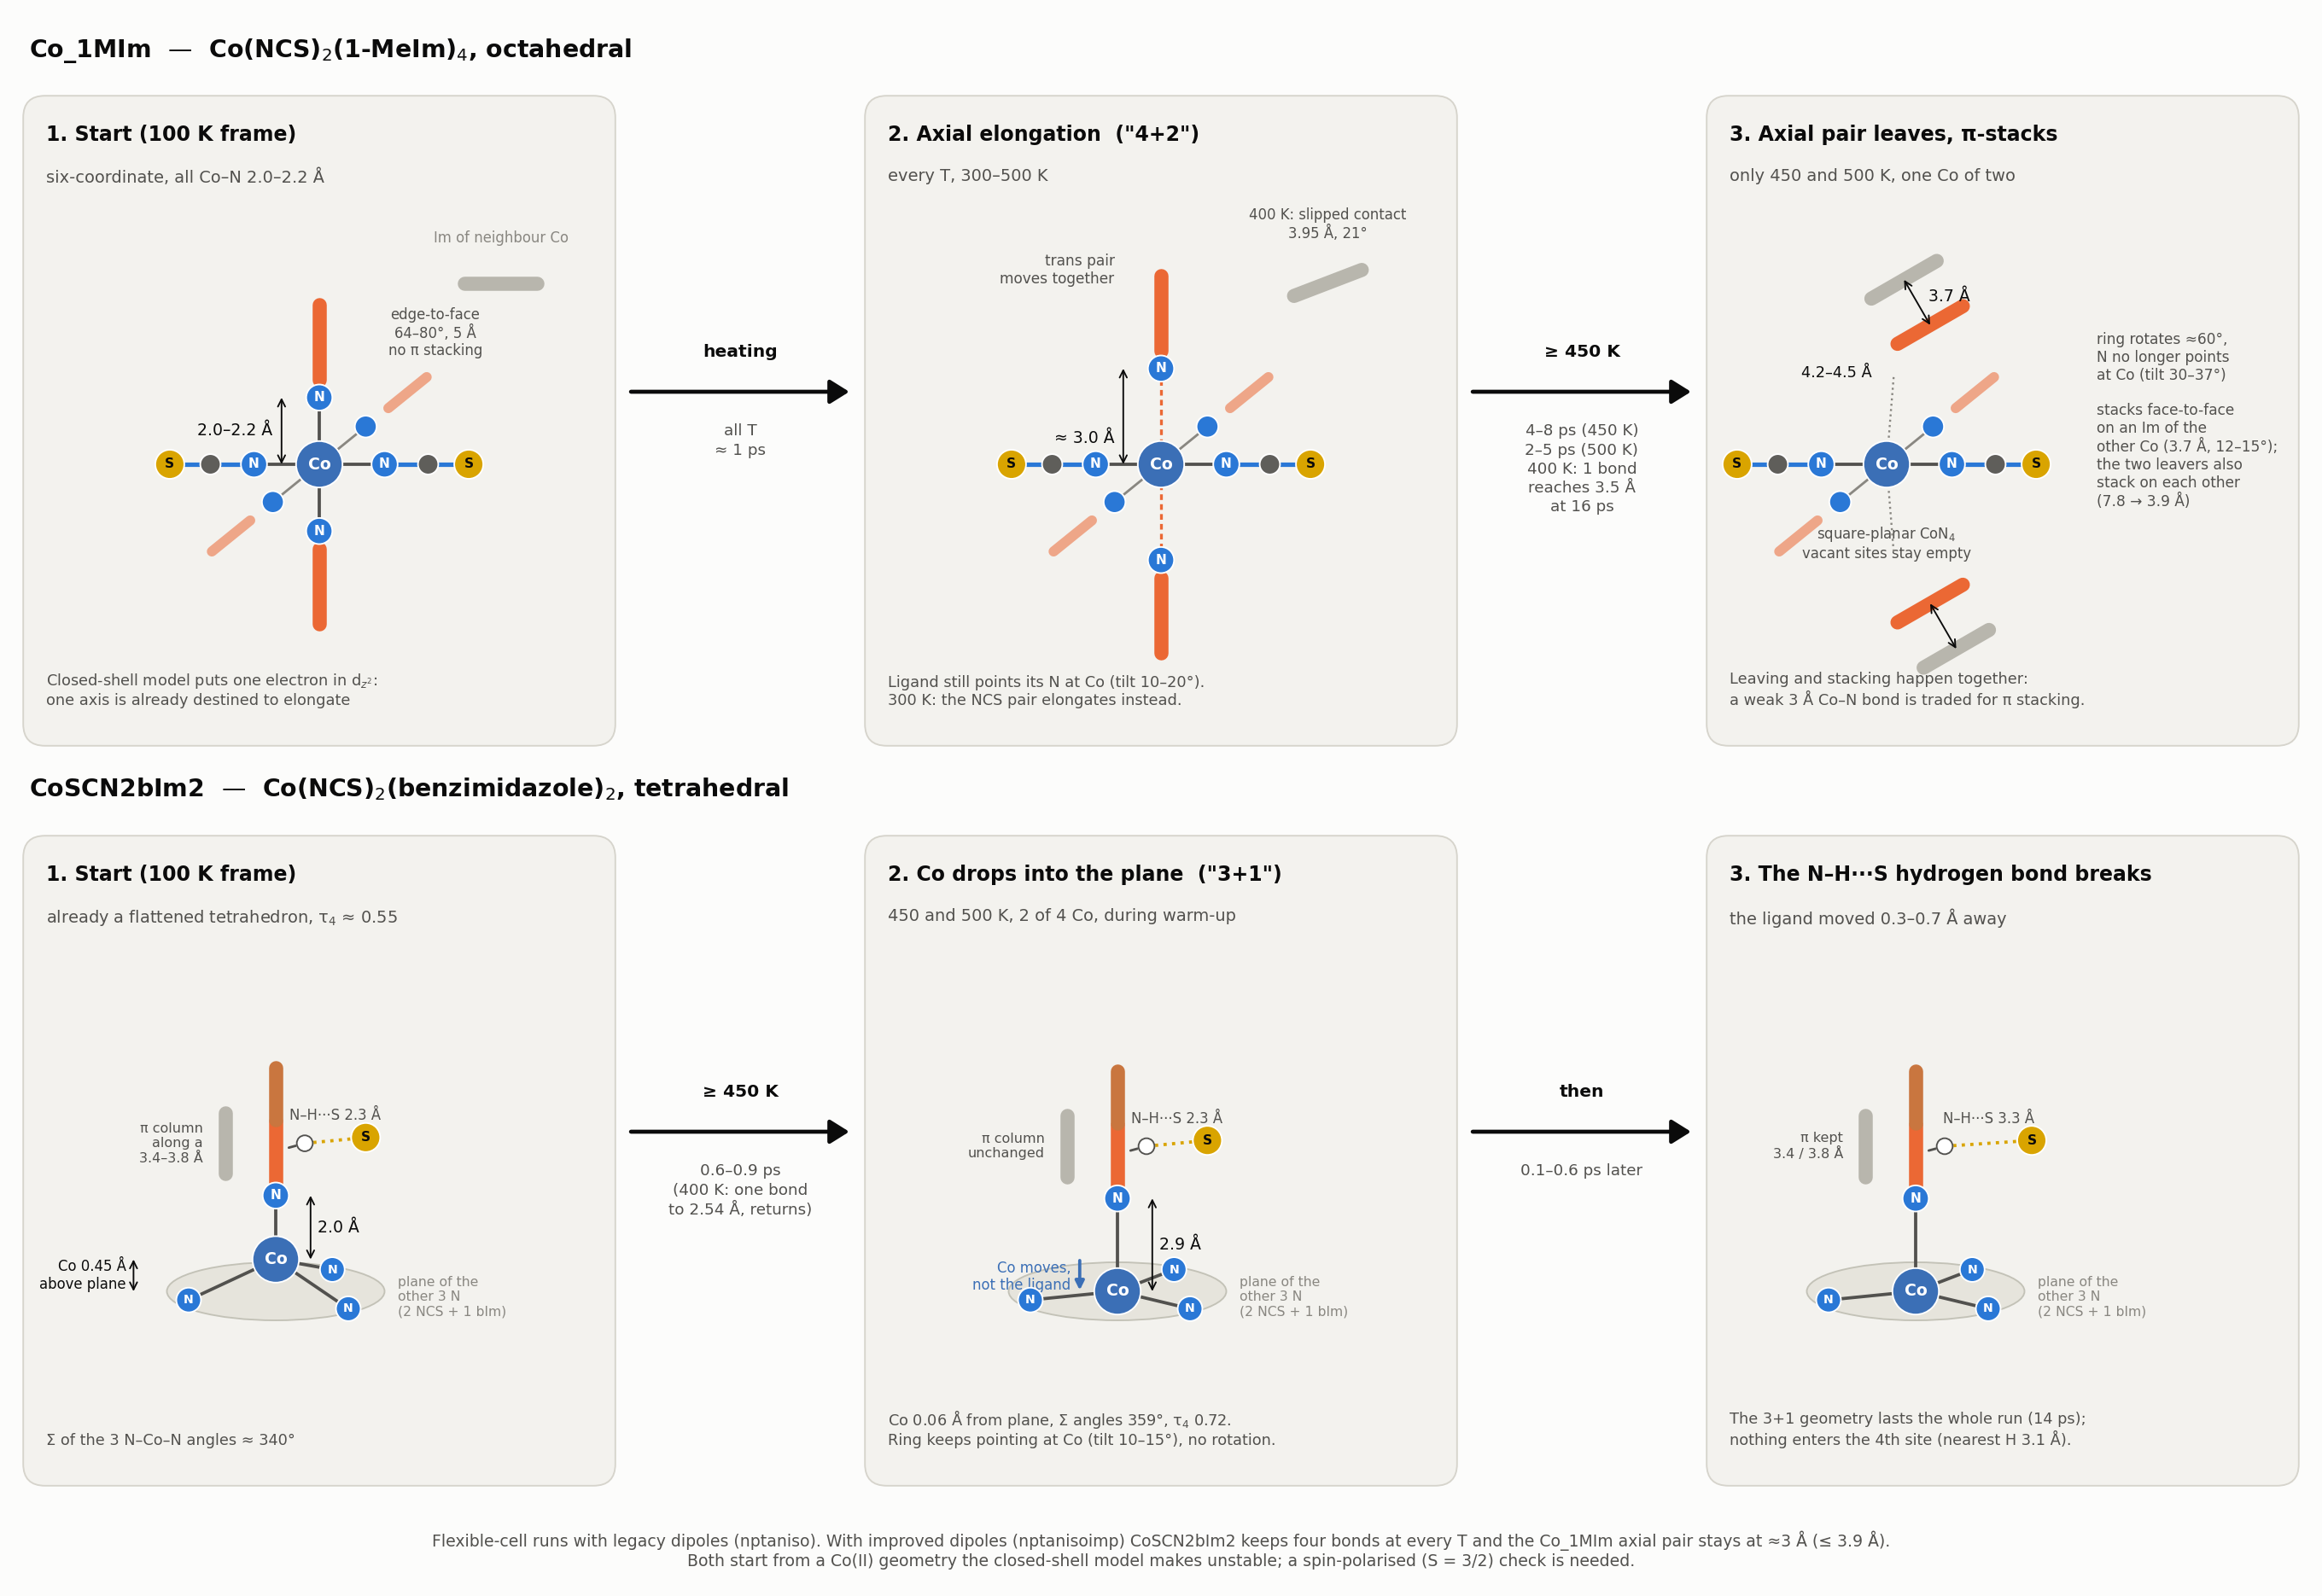 Co_1MIm — Co(NCS)₂(1-MeIm)₄, octahedral
1. Start (100 K frame)
six-coordinate, all Co–N 2.0–2.2 Å
Im of neighbour Co
edge-to-face
64–80°, 5 Å
no π stacking
N
2.0–2.2 Å
S
N
Co
N
S
N
Closed-shell model puts one electron in d_z²:
one axis is already destined to elongate
heating
all T
≈ 1 ps
2. Axial elongation ("4+2")
every T, 300–500 K
400 K: slipped contact
3.95 Å, 21°
trans pair
moves together
N
≈ 3.0 Å
S
N
Co
N
S
N
Ligand still points its N at Co (tilt 10–20°).
300 K: the NCS pair elongates instead.
≥ 450 K
4–8 ps (450 K)
2–5 ps (500 K)
400 K: 1 bond
reaches 3.5 Å
at 16 ps
3. Axial pair leaves, π-stacks
only 450 and 500 K, one Co of two
3.7 Å
4.2–4.5 Å
S
N
Co
N
S
ring rotates ≈60°,
N no longer points
at Co (tilt 30–37°)
stacks face-to-face
on an Im of the
other Co (3.7 Å, 12–15°);
the two leavers also
stack on each other
(7.8 → 3.9 Å)
square-planar CoN₄
vacant sites stay empty
Leaving and stacking happen together:
a weak 3 Å Co–N bond is traded for π stacking.
CoSCN2bIm2 — Co(NCS)₂(benzimidazole)₂, tetrahedral
1. Start (100 K frame)
already a flattened tetrahedron, τ₄ ≈ 0.55
π column
along a
3.4–3.8 Å
N–H···S 2.3 Å
S
N
2.0 Å
Co
Co 0.45 Å
above plane
N
N
N
plane of the
other 3 N
(2 NCS + 1 bIm)
Σ of the 3 N–Co–N angles ≈ 340°
≥ 450 K
0.6–0.9 ps
(400 K: one bond
to 2.54 Å, returns)
2. Co drops into the plane ("3+1")
450 and 500 K, 2 of 4 Co, during warm-up
π column
unchanged
N–H···S 2.3 Å
S
N
2.9 Å
Co moves,
not the ligand
Co
N
N
N
plane of the
other 3 N
(2 NCS + 1 bIm)
Co 0.06 Å from plane, Σ angles 359°, τ₄ 0.72.
Ring keeps pointing at Co (tilt 10–15°), no rotation.
then
0.1–0.6 ps later
3. The N–H···S hydrogen bond breaks
the ligand moved 0.3–0.7 Å away
π kept
3.4 / 3.8 Å
N–H···S 3.3 Å
S
N
Co
N
N
N
plane of the
other 3 N
(2 NCS + 1 bIm)
The 3+1 geometry lasts the whole run (14 ps);
nothing enters the 4th site (nearest H 3.1 Å).
Flexible-cell runs with legacy dipoles (nptaniso). With improved dipoles (nptanisoimp) CoSCN2bIm2 keeps four bonds at every T and the Co_1MIm axial pair stays at ≈3 Å (≤ 3.9 Å).
Both start from a Co(II) geometry the closed-shell model makes unstable; a spin-polarised (S = 3/2) check is needed.